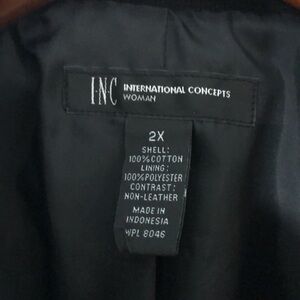 I·N·C INTERNATIONAL CONCEPTS
WOMAN
2X
SHELL:
100%COTTON
LINING:
100%POLYESTER
CONTRAST:
NON-LEATHER
MADE IN
INDONESIA
WPL 8046